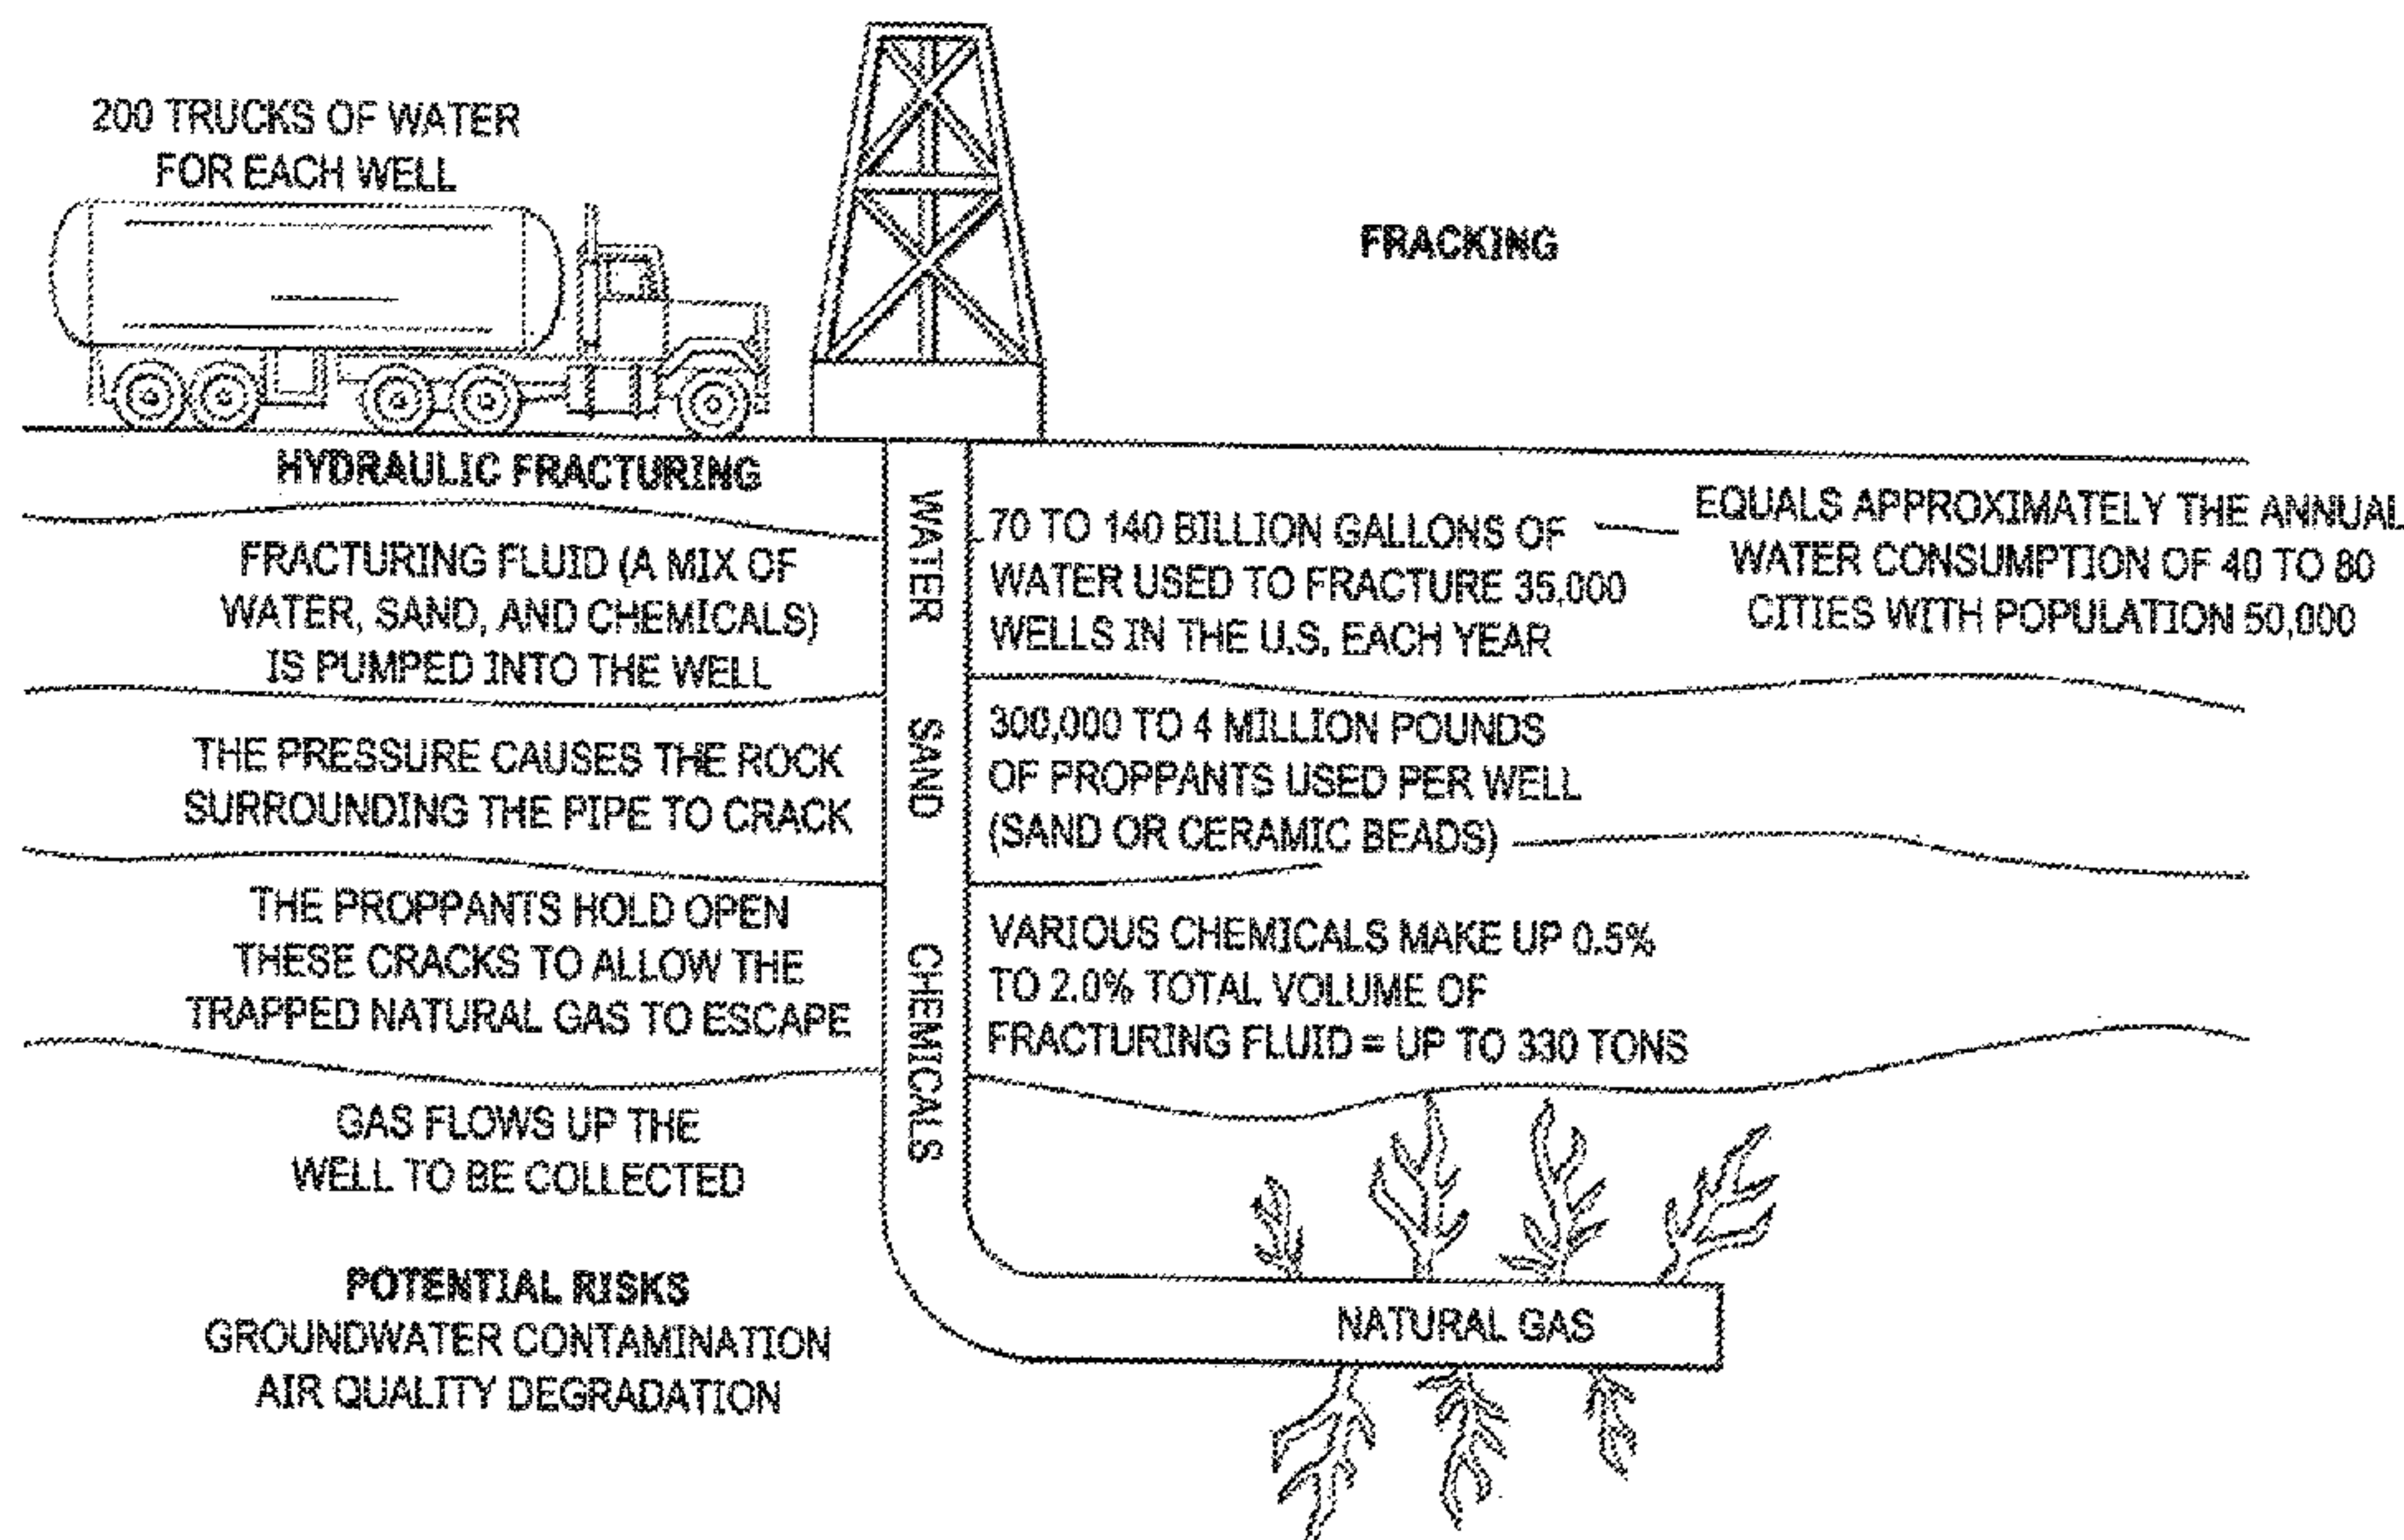 200 TRUCKS OF WATER
FOR EACH WELL
FRACKING
HYDRAULIC FRACTURING
FRACTURING FLUID (A MIX OF
WATER, SAND, AND CHEMICALS)
IS PUMPED INTO THE WELL
THE PRESSURE CAUSES THE ROCK
SURROUNDING THE PIPE TO CRACK
THE PROPPANTS HOLD OPEN
THESE CRACKS TO ALLOW THE
TRAPPED NATURAL GAS TO ESCAPE
GAS FLOWS UP THE
WELL TO BE COLLECTED
POTENTIAL RISKS
GROUNDWATER CONTAMINATION
AIR QUALITY DEGRADATION
WATER
SAND
CHEMICALS
70 TO 140 BILLION GALLONS OF
WATER USED TO FRACTURE 35,000
WELLS IN THE U.S. EACH YEAR
EQUALS APPROXIMATELY THE ANNUAL
WATER CONSUMPTION OF 40 TO 80
CITIES WITH POPULATION 50,000
300,000 TO 4 MILLION POUNDS
OF PROPPANTS USED PER WELL
(SAND OR CERAMIC BEADS)
VARIOUS CHEMICALS MAKE UP 0.5%
TO 2.0% TOTAL VOLUME OF
FRACTURING FLUID = UP TO 330 TONS
NATURAL GAS